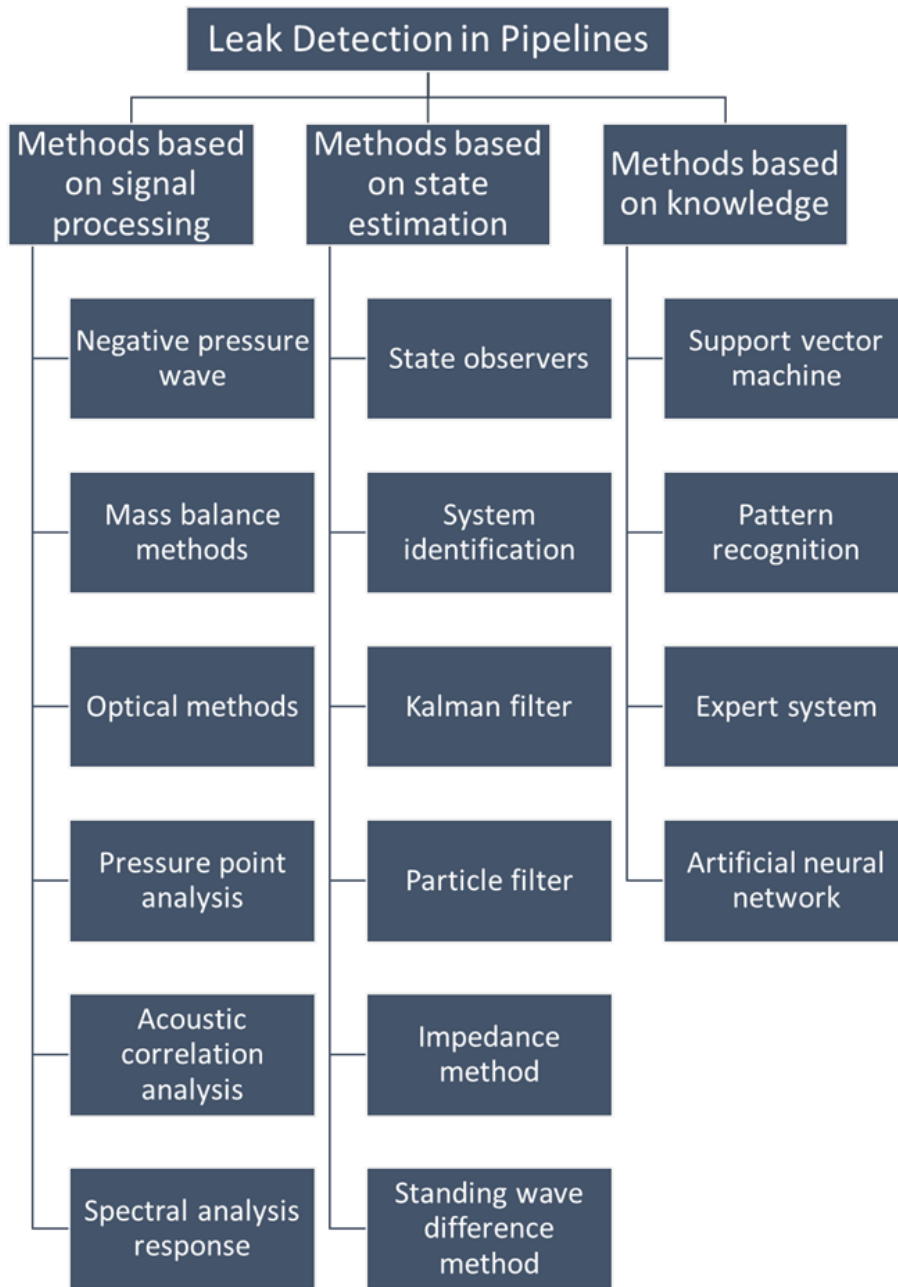 Leak Detection in Pipelines
Methods based
on signal
processing
Methods based
on state
estimation
Methods based
on knowledge
Negative pressure
wave
Mass balance
methods
Optical methods
Pressure point
analysis
Acoustic
correlation
analysis
Spectral analysis
response
State observers
System
identification
Kalman filter
Particle filter
Impedance
method
Standing wave
difference
method
Support vector
machine
Pattern
recognition
Expert system
Artificial neural
network